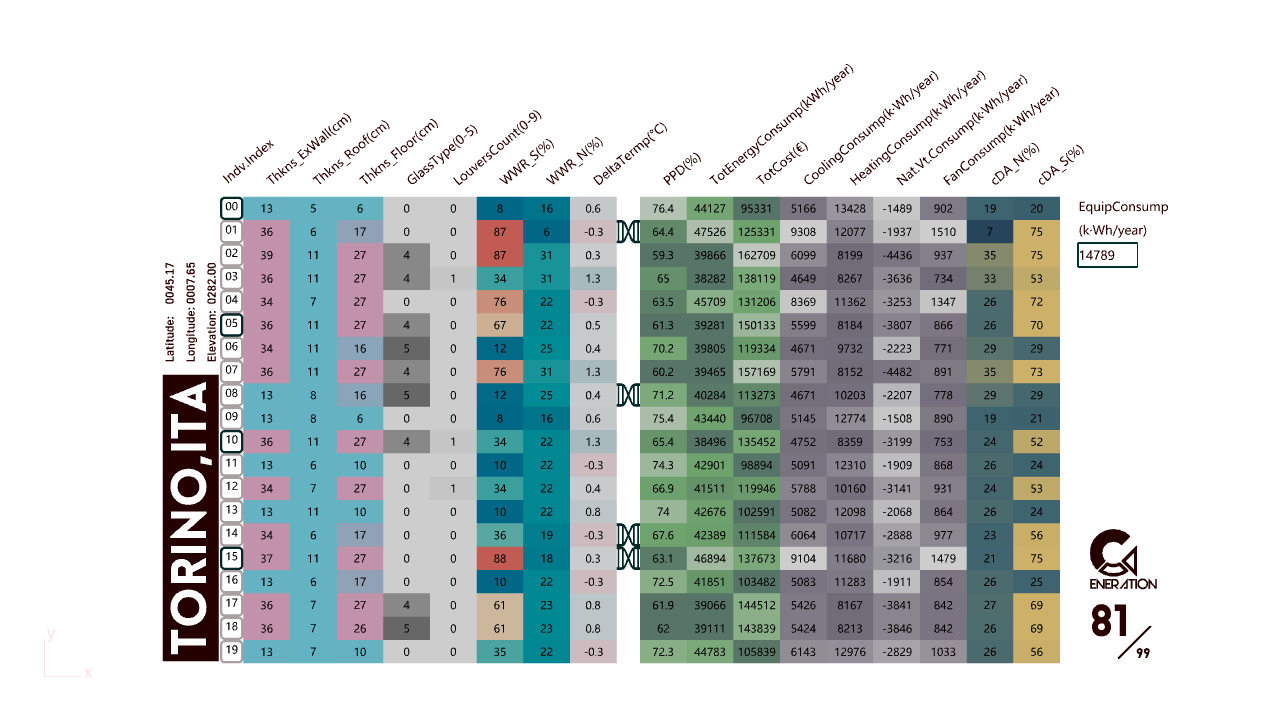 Indv.Index Thkns_ExWall(cm) Thkns_Roof(cm) Thkns_Floor(cm) GlassType(0-5) LouversCount(0-9) WWR_S(%) WWR_N(%) DeltaTermp(°C) PPD(%) TotEnergyConsump(kWh/year) TotCost(€) CoolingConsump(k·Wh/year) HeatingConsump(k·Wh/year) Nat.Vt.Consump(k·Wh/year) FanConsump(k·Wh/year) cDA_N(%) cDA_S(%)
00 13 5 6 0 0 8 16 0.6 76.4 44127 95331 5166 13428 -1489 902 19 20
01 36 6 17 0 0 87 6 -0.3 64.4 47526 125331 9308 12077 -1937 1510 7 75
02 39 11 27 4 0 87 31 0.3 59.3 39866 162709 6099 8199 -4436 937 35 75
03 36 11 27 4 1 34 31 1.3 65 38282 138119 4649 8267 -3636 734 33 53
04 34 7 27 0 0 76 22 -0.3 63.5 45709 131206 8369 11362 -3253 1347 26 72
05 36 11 27 4 0 67 22 0.5 61.3 39281 150133 5599 8184 -3807 866 26 70
06 34 11 16 5 0 12 25 0.4 70.2 39805 119334 4671 9732 -2223 771 29 29
07 36 11 27 4 0 76 31 1.3 60.2 39465 157169 5791 8152 -4482 891 35 73
08 13 8 16 5 0 12 25 0.4 71.2 40284 113273 4671 10203 -2207 778 29 29
09 13 8 6 0 0 8 16 0.6 75.4 43440 96708 5145 12774 -1508 890 19 21
10 36 11 27 4 1 34 22 1.3 65.4 38496 135452 4752 8359 -3199 753 24 52
11 13 6 10 0 0 10 22 -0.3 74.3 42901 98894 5091 12310 -1909 868 26 24
12 34 7 27 0 1 34 22 0.4 66.9 41511 119946 5788 10160 -3141 931 24 53
13 13 11 10 0 0 10 22 0.8 74 42676 102591 5082 12098 -2068 864 26 24
14 34 6 17 0 0 36 19 -0.3 67.6 42389 111584 6064 10717 -2888 977 23 56
15 37 11 27 0 0 88 18 0.3 63.1 46894 137673 9104 11680 -3216 1479 21 75
16 13 6 17 0 0 10 22 -0.3 72.5 41851 103482 5083 11283 -1911 854 26 25
17 36 7 27 4 0 61 23 0.8 61.9 39066 144512 5426 8167 -3841 842 27 69
18 36 7 26 5 0 61 23 0.8 62 39111 143839 5424 8213 -3846 842 26 69
19 13 7 10 0 0 35 22 -0.3 72.3 44783 105839 6143 12976 -2829 1033 26 56
EquipConsump
(k·Wh/year)
14789
Latitude: 0045.17
Longitude: 0007.65
Elevation: 0282.00
TORINO,ITA
ENERATION
81/99
y
x